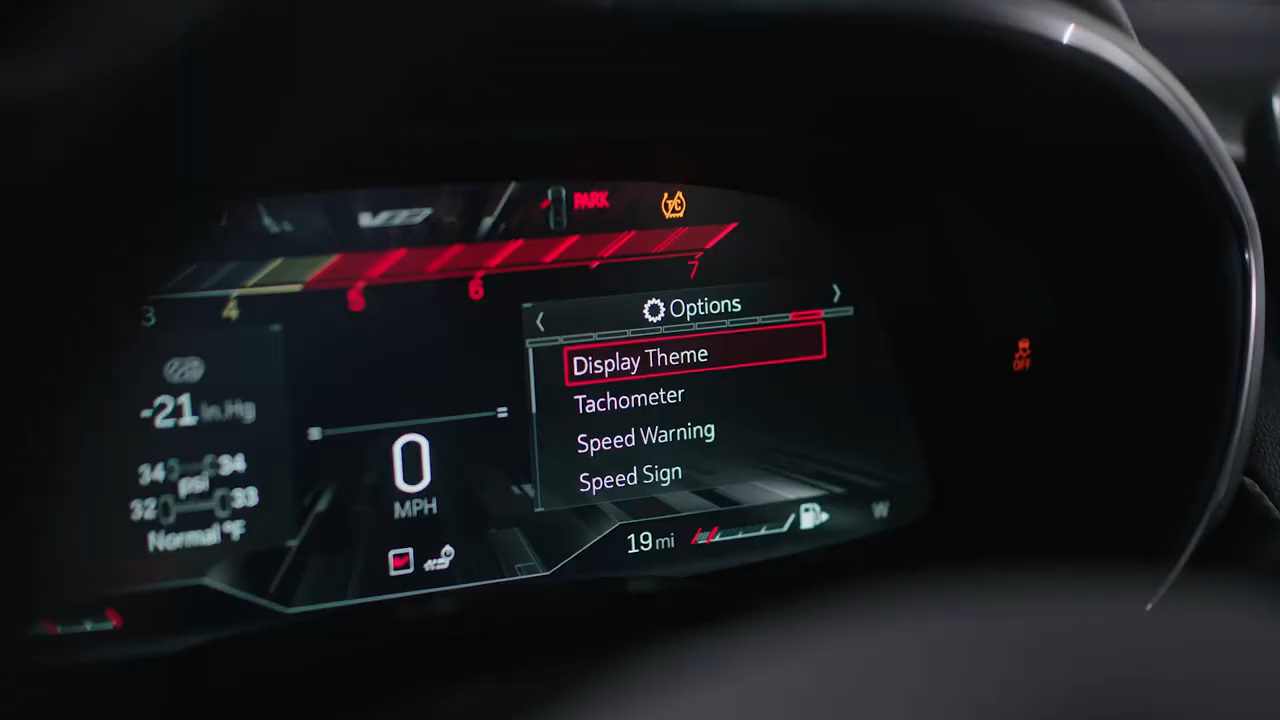 PARK
TC
3 4 5 6 7
Options
Display Theme
Tachometer
Speed Warning
Speed Sign
-21 In.Hg
34 34
psi
32 33
Normal °F
0
MPH
19 mi
W
OFF